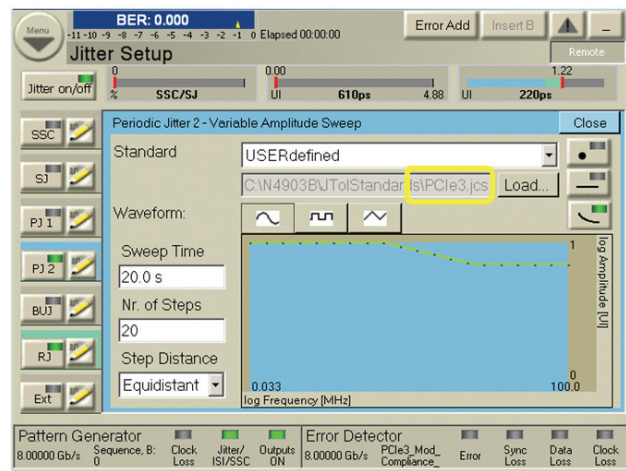 Menu
BER: 0.000
-11 -10 -9 -8 -7 -6 -5 -4 -3 -2 -1 0 Elapsed 00:00:00
Error Add
Insert B
Jitter Setup
Remote
Jitter on/off
0
% SSC/SJ
0.00
UI 610ps 4.88
1.22
UI 220ps
SSC
SJ
PJ 1
PJ 2
BUJ
RJ
Ext
Periodic Jitter 2 - Variable Amplitude Sweep
Close
Standard
USERdefined
C:\N4903B\JTolStandards\PCIe3.jcs
Load...
Waveform:
Sweep Time
20.0 s
Nr. of Steps
20
Step Distance
Equidistant
1
log Amplitude [UI]
0
0.033
100.0
log Frequency [MHz]
Pattern Generator
8.00000 Gb/s
Sequence, B:
0
Clock
Loss
Jitter/
ISI/SSC
Outputs
ON
Error Detector
8.00000 Gb/s
PCIe3_Mod_
Compliance_
Error
Sync
Loss
Data
Loss
Clock
Loss